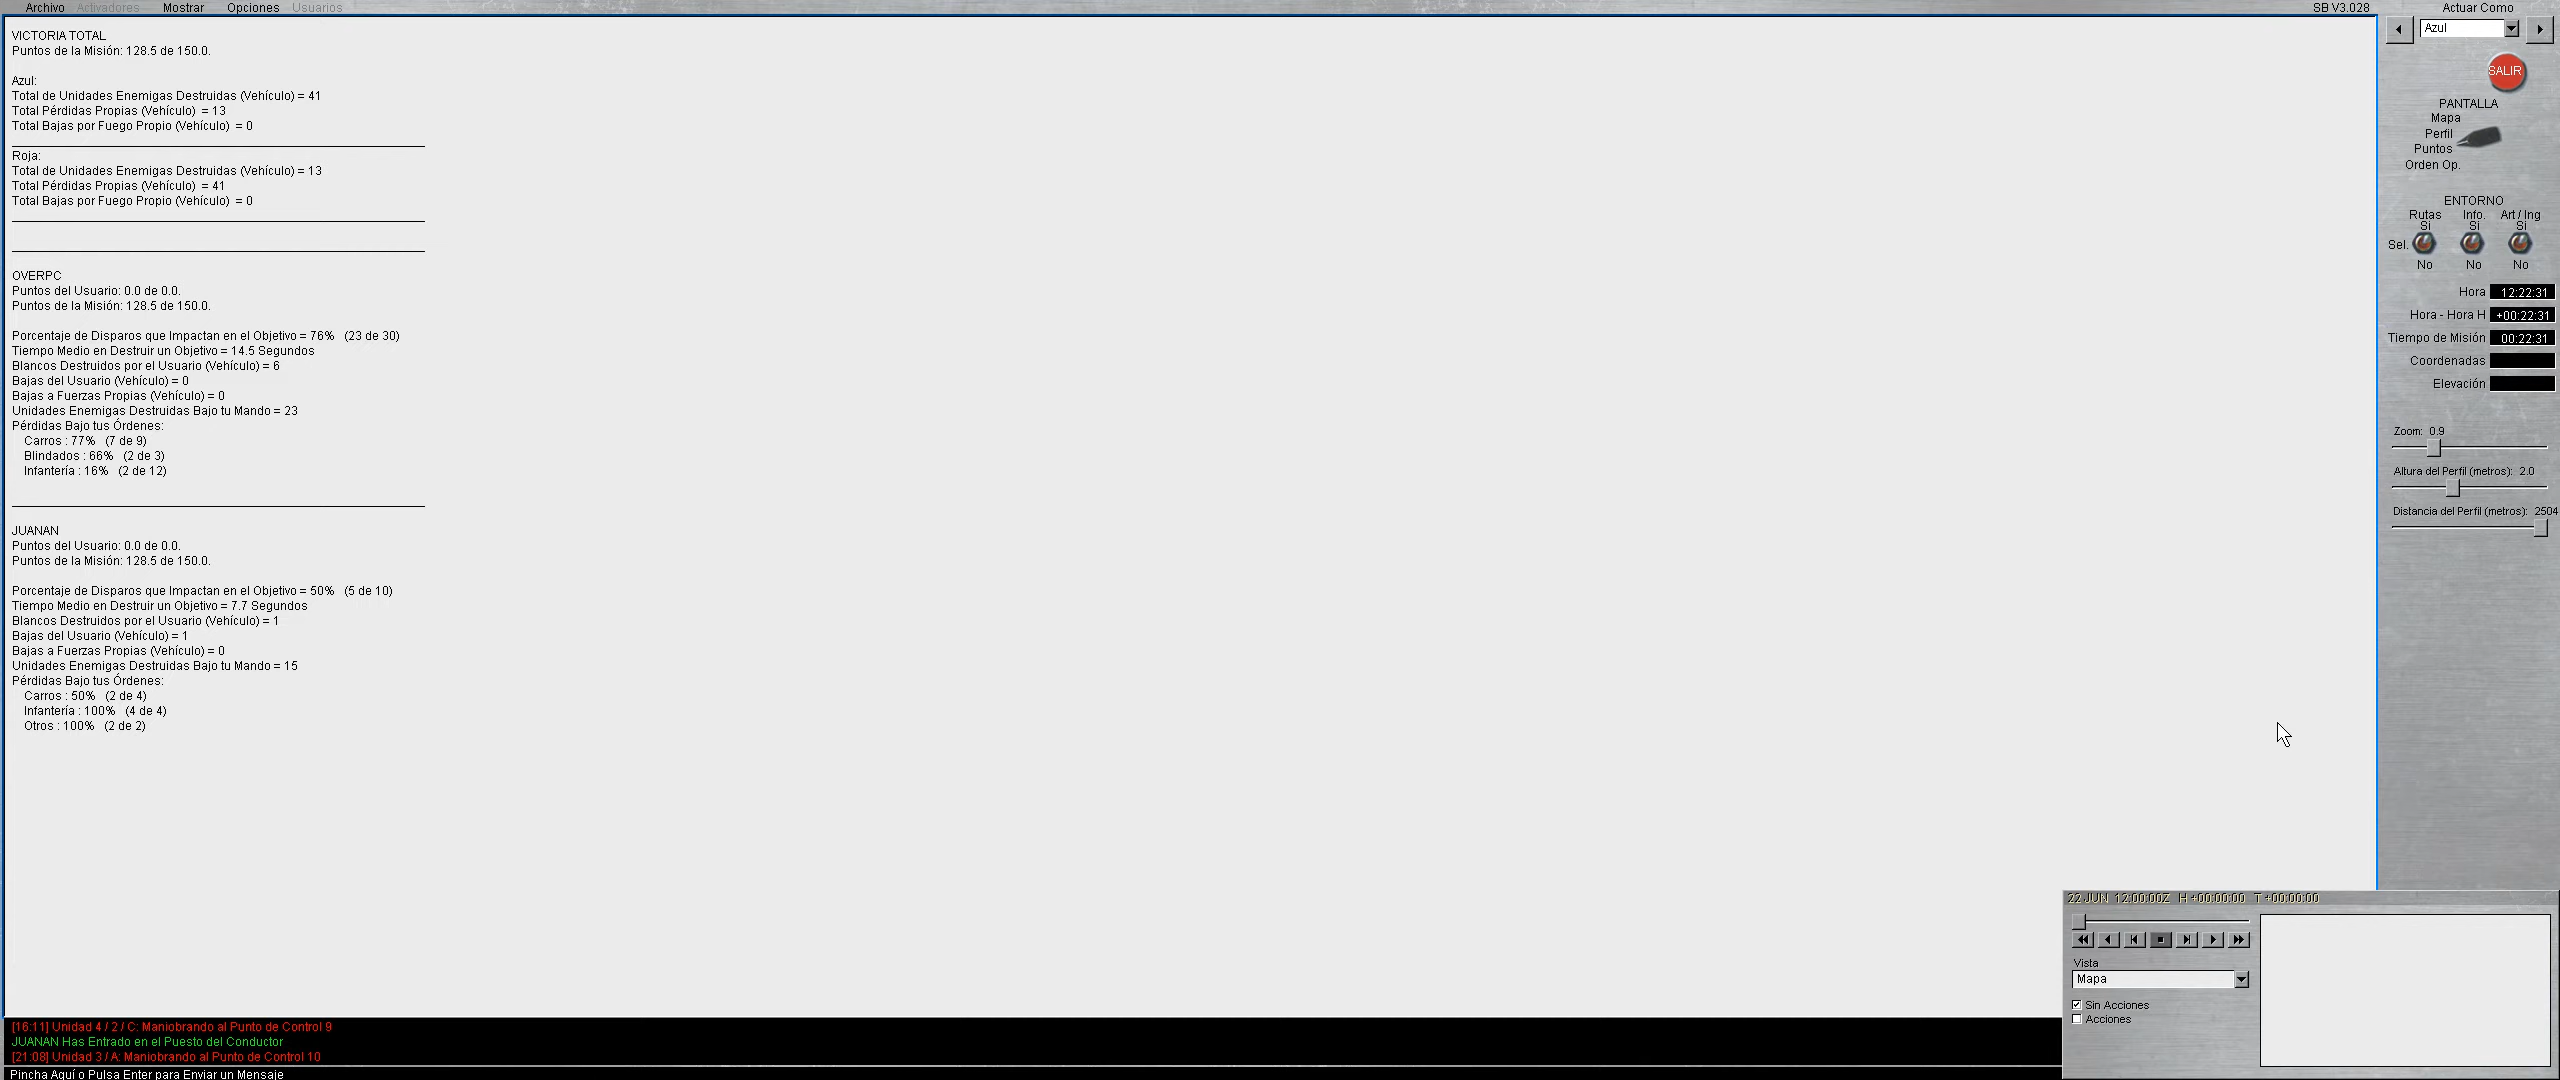 Archivo Activadores Mostrar Opciones Usuarios SB V3.028 Actuar Como
VICTORIA TOTAL
Puntos de la Misión: 128.5 de 150.0.
Azul:
Total de Unidades Enemigas Destruidas (Vehículo) = 41
Total Pérdidas Propias (Vehículo) = 13
Total Bajas por Fuego Propio (Vehículo) = 0
Roja:
Total de Unidades Enemigas Destruidas (Vehículo) = 13
Total Pérdidas Propias (Vehículo) = 41
Total Bajas por Fuego Propio (Vehículo) = 0
OVERPC
Puntos del Usuario: 0.0 de 0.0.
Puntos de la Misión: 128.5 de 150.0.
Porcentaje de Disparos que Impactan en el Objetivo = 76% (23 de 30)
Tiempo Medio en Destruir un Objetivo = 14.5 Segundos
Blancos Destruidos por el Usuario (Vehículo) = 6
Bajas del Usuario (Vehículo) = 0
Bajas a Fuerzas Propias (Vehículo) = 0
Unidades Enemigas Destruidas Bajo tu Mando = 23
Pérdidas Bajo tus Órdenes:
Carros : 77% (7 de 9)
Blindados : 66% (2 de 3)
Infantería : 16% (2 de 12)
JUANAN
Puntos del Usuario: 0.0 de 0.0.
Puntos de la Misión: 128.5 de 150.0.
Porcentaje de Disparos que Impactan en el Objetivo = 50% (5 de 10)
Tiempo Medio en Destruir un Objetivo = 7.7 Segundos
Blancos Destruidos por el Usuario (Vehículo) = 1
Bajas del Usuario (Vehículo) = 1
Bajas a Fuerzas Propias (Vehículo) = 0
Unidades Enemigas Destruidas Bajo tu Mando = 15
Pérdidas Bajo tus Órdenes:
Carros : 50% (2 de 4)
Infantería : 100% (4 de 4)
Otros : 100% (2 de 2)
[16:11] Unidad 4 / 2 / C: Maniobrando al Punto de Control 9
JUANAN Has Entrado en el Puesto del Conductor
[21:08] Unidad 3 / A: Maniobrando al Punto de Control 10
Pincha Aquí o Pulsa Enter para Enviar un Mensaje
Azul
SALIR
PANTALLA
Mapa
Perfil
Puntos
Orden Op.
ENTORNO
Rutas Info. Art / Ing
Si Si Si
Sel.
No No No
Hora 12:22:31
Hora - Hora H +00:22:31
Tiempo de Misión 00:22:31
Coordenadas
Elevación
Zoom: 0.9
Altura del Perfil (metros): 2.0
Distancia del Perfil (metros): 2504
22 JUN 12:00:00Z H +00:00:00 T +00:00:00
Vista
Mapa
Sin Acciones
Acciones